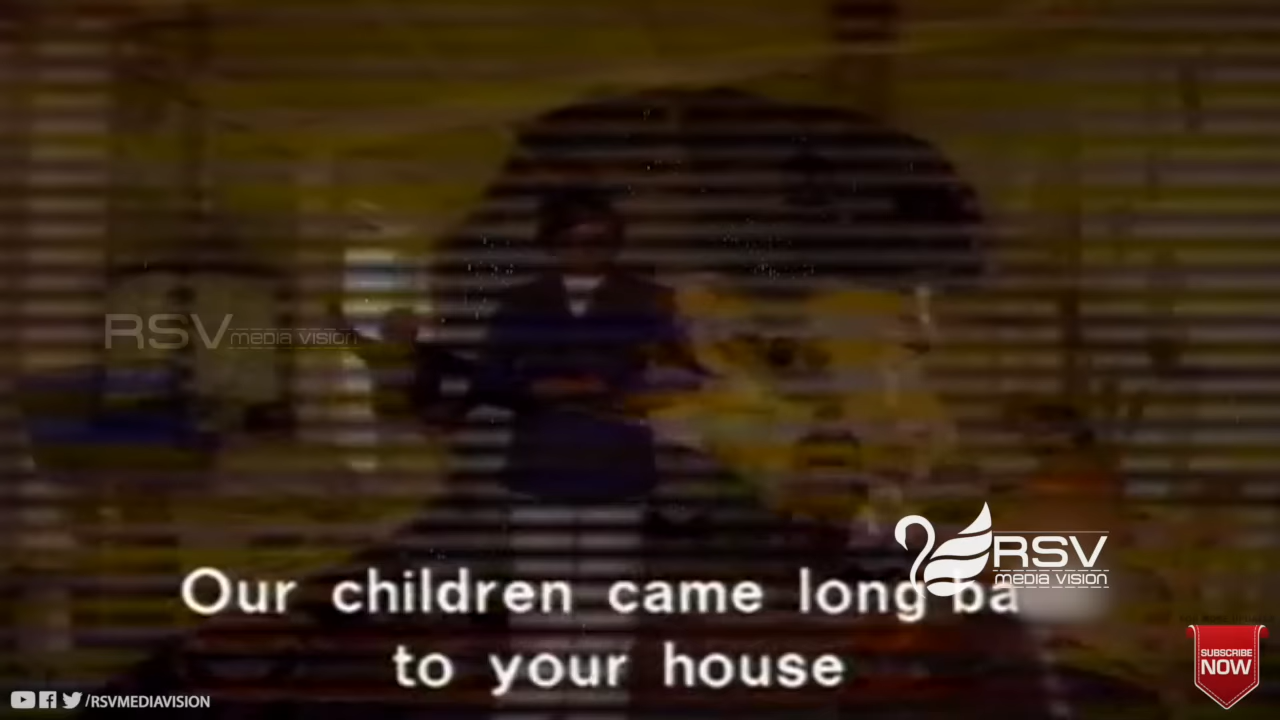 RSV media vision
RSV
media vision
Our children came long ba
to your house
SUBSCRIBE
NOW
/RSVMEDIAVISION